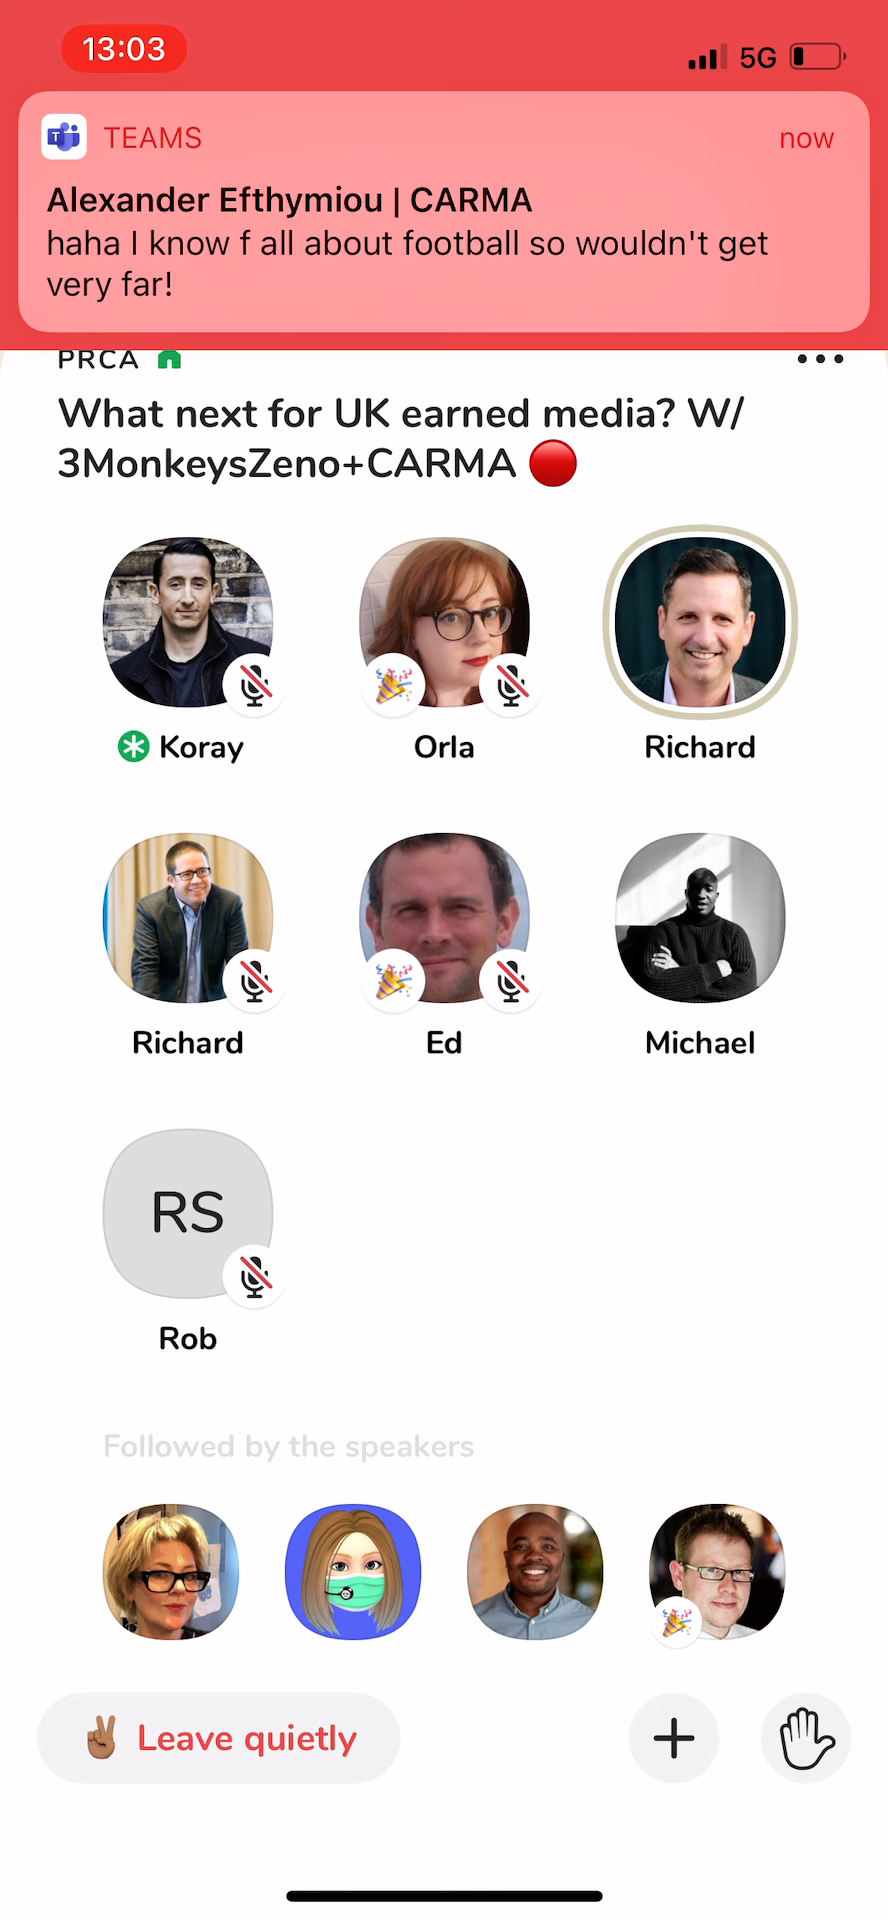 13:03
5G
TEAMS
now
Alexander Efthymiou | CARMA
haha I know f all about football so wouldn't get
very far!
PRCA
What next for UK earned media? W/
3MonkeysZeno+CARMA
Koray
Orla
Richard
Richard
Ed
Michael
RS
Rob
Followed by the speakers
Leave quietly